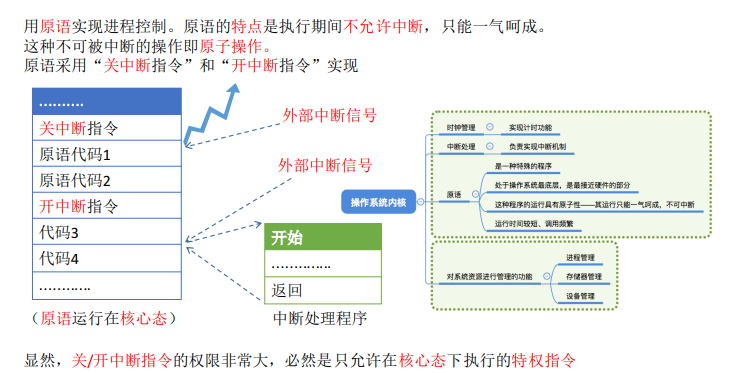 用原语实现进程控制。原语的特点是执行期间不允许中断，只能一气呵成。
这种不可被中断的操作即原子操作。
原语采用“关中断指令”和“开中断指令”实现
………
关中断指令
原语代码1
原语代码2
开中断指令
代码3
代码4
…………
（原语运行在核心态）
外部中断信号
外部中断信号
开始
…………..
返回
中断处理程序
操作系统内核
时钟管理
实现计时功能
中断处理
负责实现中断机制
原语
是一种特殊的程序
处于操作系统最底层，是最接近硬件的部分
这种程序的运行具有原子性——其运行只能一气呵成，不可中断
运行时间较短、调用频繁
对系统资源进行管理的功能
进程管理
存储器管理
设备管理
显然，关/开中断指令的权限非常大，必然是只允许在核心态下执行的特权指令